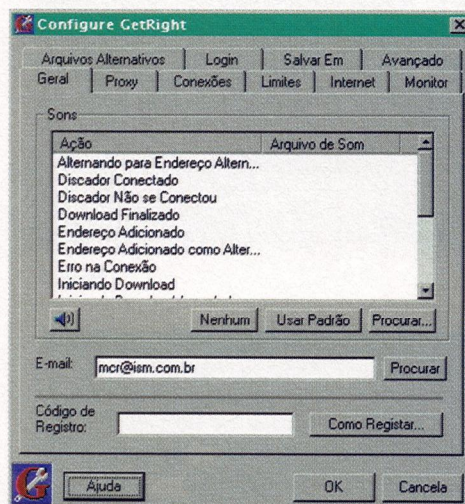 Configure GetRight
Arquivos Alternativos Login Salvar Em Avançado
Geral Proxy Conexões Limites Internet Monitor
Sons
Ação Arquivo de Som
Alternando para Endereço Altern...
Discador Conectado
Discador Não se Conectou
Download Finalizado
Endereço Adicionado
Endereço Adicionado como Alter...
Erro na Conexão
Iniciando Download
Nenhum Usar Padrão Procurar...
E-mail: mcr@ism.com.br Procurar
Código de
Registro: Como Registar...
Ajuda OK Cancela